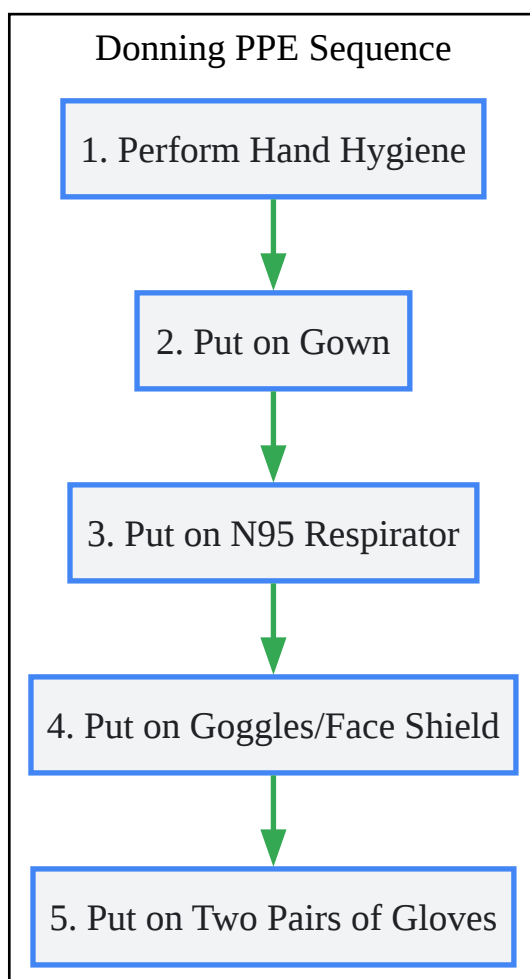 Donning PPE Sequence
1. Perform Hand Hygiene
2. Put on Gown
3. Put on N95 Respirator
4. Put on Goggles/Face Shield
5. Put on Two Pairs of Gloves